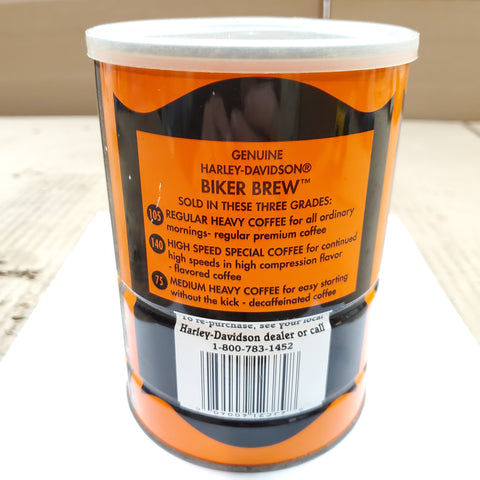 GENUINE
HARLEY-DAVIDSON®
BIKER BREW™
SOLD IN THESE THREE GRADES:
105 REGULAR HEAVY COFFEE for all ordinary
mornings- regular premium coffee
140 HIGH SPEED SPECIAL COFFEE for continued
high speeds in high compression flavor
- flavored coffee
75 MEDIUM HEAVY COFFEE for easy starting
without the kick - decaffeinated coffee
To re-purchase, see your local
Harley-Davidson dealer or call
1-800-783-1452